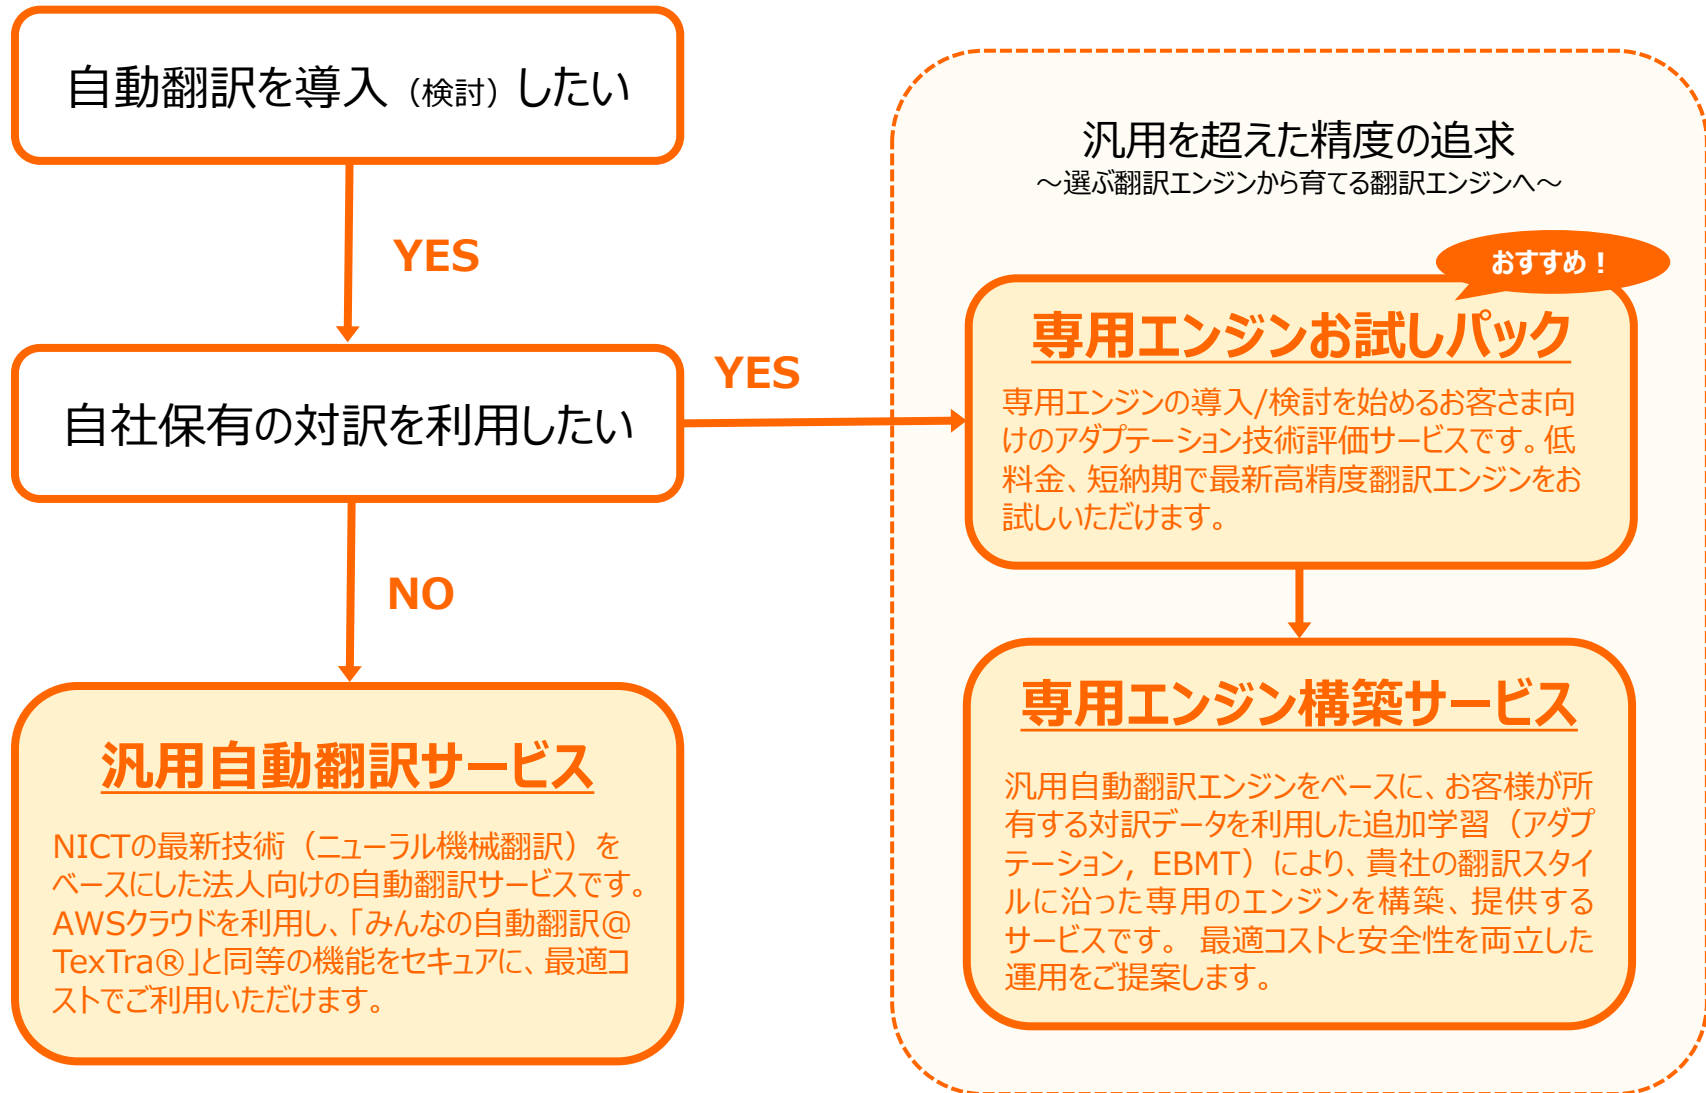 自動翻訳を導入（検討）したい
YES
自社保有の対訳を利用したい
YES
NO
汎用自動翻訳サービス
NICTの最新技術（ニューラル機械翻訳）を
ベースにした法人向けの自動翻訳サービスです。
AWSクラウドを利用し、「みんなの自動翻訳@
TexTra®」と同等の機能をセキュアに、最適コ
ストでご利用いただけます。
汎用を超えた精度の追求
～選ぶ翻訳エンジンから育てる翻訳エンジンへ～
おすすめ！
専用エンジンお試しパック
専用エンジンの導入/検討を始めるお客さま向
けのアダプテーション技術評価サービスです。低
料金、短納期で最新高精度翻訳エンジンをお
試しいただけます。
専用エンジン構築サービス
汎用自動翻訳エンジンをベースに、お客様が所
有する対訳データを利用した追加学習（アダプ
テーション, EBMT）により、貴社の翻訳スタイ
ルに沿った専用のエンジンを構築、提供する
サービスです。 最適コストと安全性を両立した
運用をご提案します。